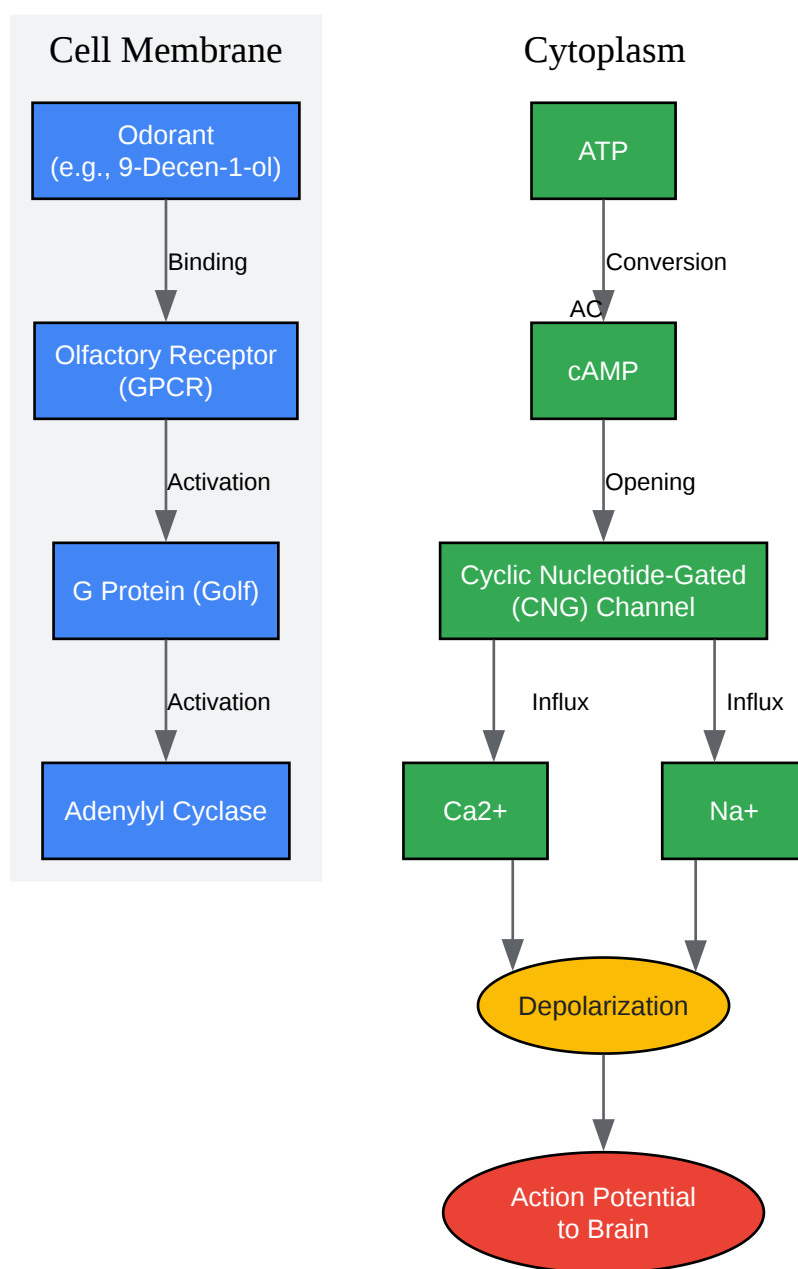 Cell Membrane
Odorant
(e.g., 9-Decen-1-ol)
Binding
Olfactory Receptor
(GPCR)
Activation
G Protein (Golf)
Activation
Adenylyl Cyclase
Cytoplasm
ATP
Conversion
AC
cAMP
Opening
Cyclic Nucleotide-Gated
(CNG) Channel
Influx
Influx
Ca2+
Na+
Depolarization
Action Potential
to Brain